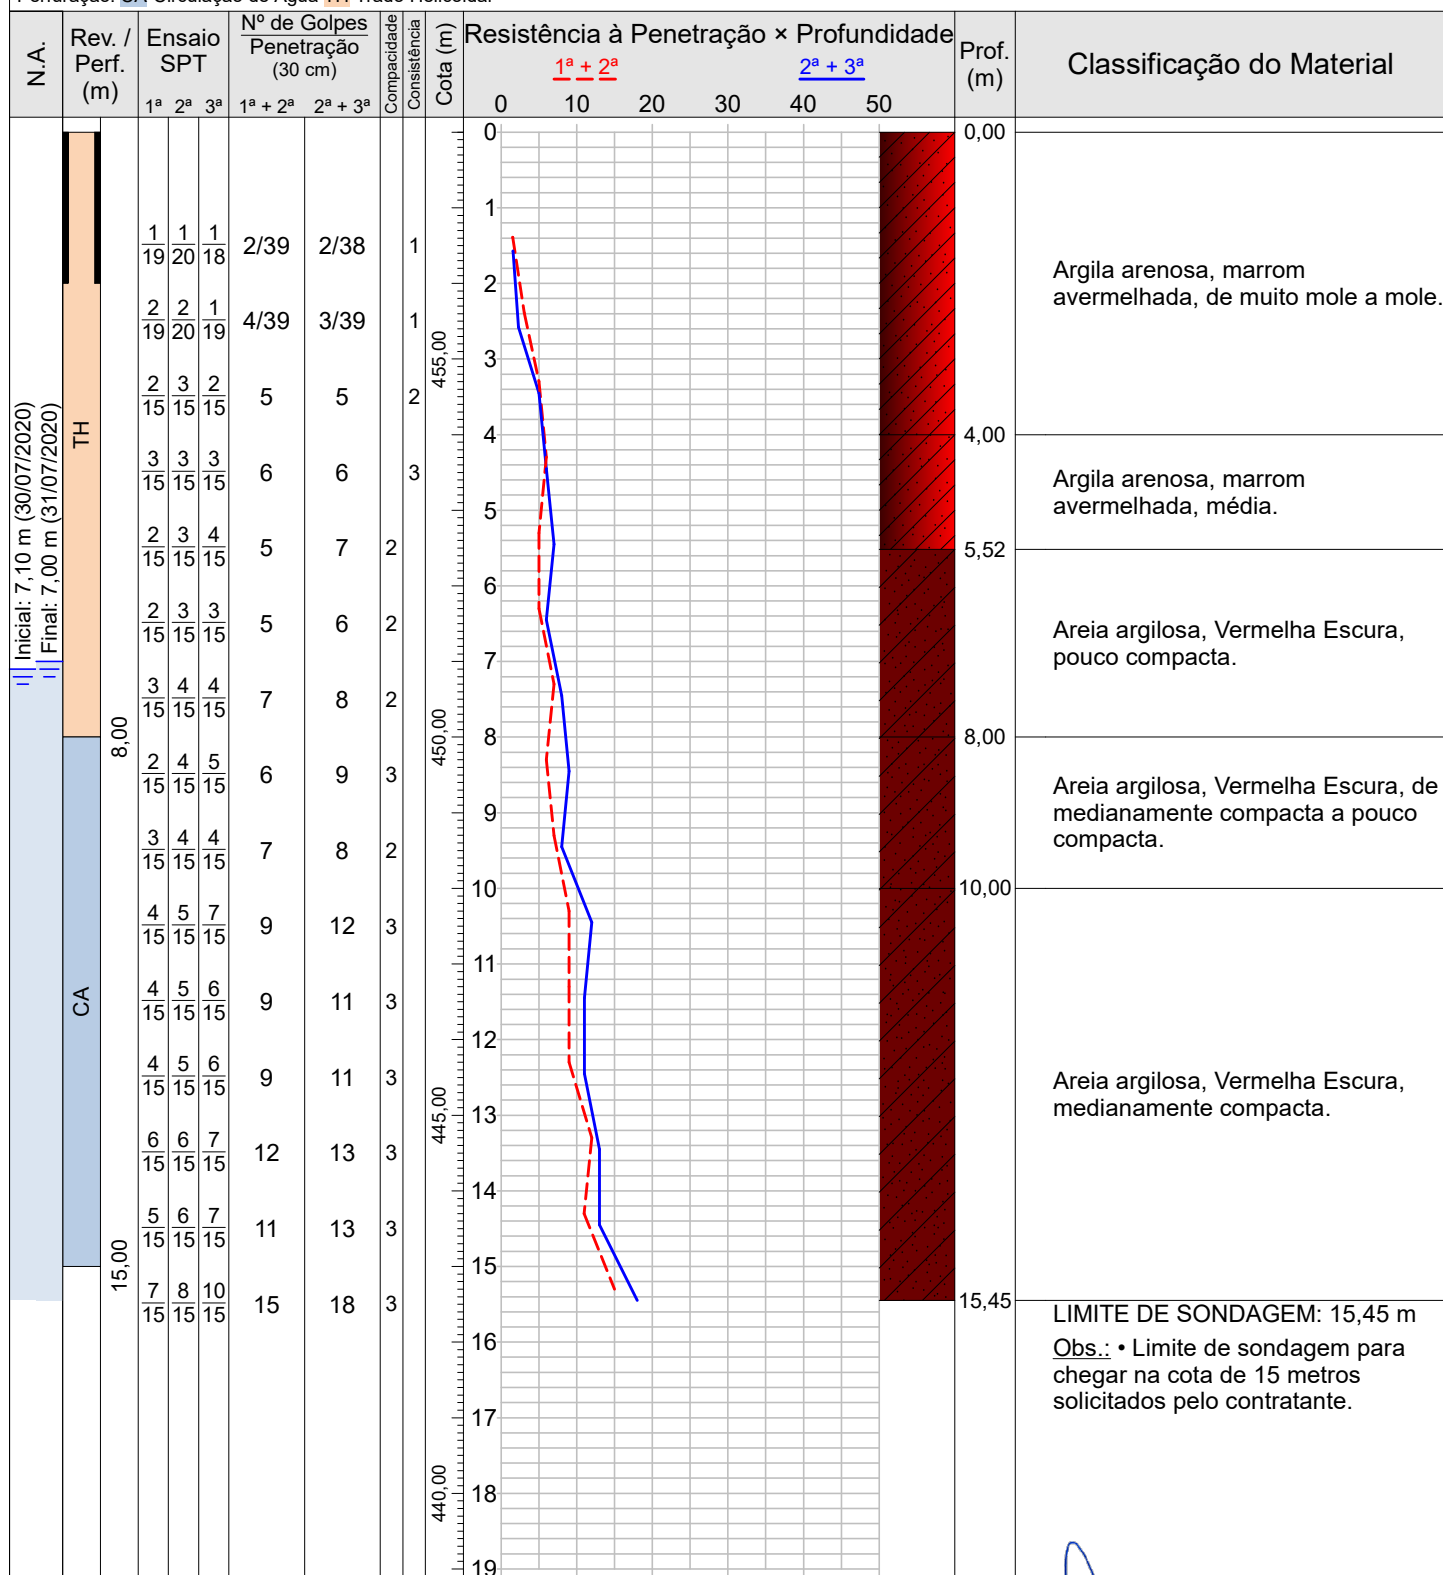 Perfuração: CA Circulação de Água TH Trado Helicoidal
N.A.
Rev. / Perf. (m)
Ensaio SPT
1ª 2ª 3ª
Nº de Golpes
Penetração
(30 cm)
1ª + 2ª 2ª + 3ª
Compacidade
Consistência
Cota (m)
Resistência à Penetração × Profundidade
1ª + 2ª 2ª + 3ª
0 10 20 30 40 50
Prof. (m)
Classificação do Material
Inicial: 7,10 m (30/07/2020)
Final: 7,00 m (31/07/2020)
TH
8,00
CA
15,00
1/19 1/20 1/18 2/39 2/38 1
2/19 2/20 1/19 4/39 3/39 1
2/15 3/15 2/15 5 5 2
3/15 3/15 3/15 6 6 3
2/15 3/15 4/15 5 7 2
2/15 3/15 3/15 5 6 2
3/15 4/15 4/15 7 8 2
2/15 4/15 5/15 6 9 3
3/15 4/15 4/15 7 8 2
4/15 5/15 7/15 9 12 3
4/15 5/15 6/15 9 11 3
4/15 5/15 6/15 9 11 3
6/15 6/15 7/15 12 13 3
5/15 6/15 7/15 11 13 3
7/15 8/15 10/15 15 18 3
455,00
450,00
445,00
440,00
0
1
2
3
4
5
6
7
8
9
10
11
12
13
14
15
16
17
18
19
0,00
Argila arenosa, marrom
avermelhada, de muito mole a mole.
4,00
Argila arenosa, marrom
avermelhada, média.
5,52
Areia argilosa, Vermelha Escura,
pouco compacta.
8,00
Areia argilosa, Vermelha Escura, de
medianamente compacta a pouco
compacta.
10,00
Areia argilosa, Vermelha Escura,
medianamente compacta.
15,45
LIMITE DE SONDAGEM: 15,45 m
Obs.: • Limite de sondagem para
chegar na cota de 15 metros
solicitados pelo contratante.